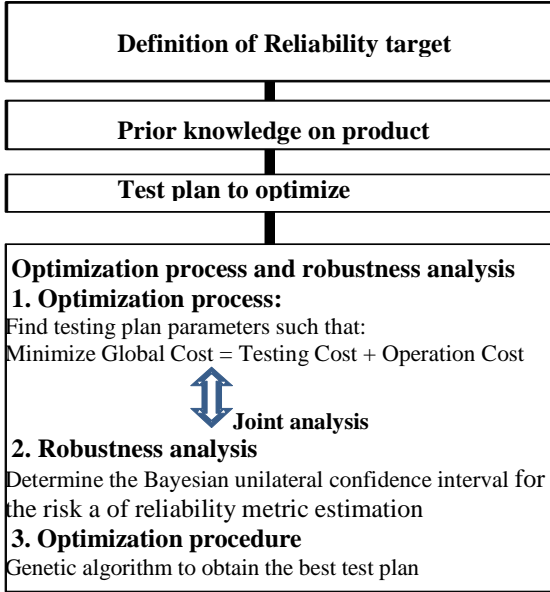 Definition of Reliability target
Prior knowledge on product
Test plan to optimize
Optimization process and robustness analysis
1. Optimization process:
Find testing plan parameters such that:
Minimize Global Cost = Testing Cost + Operation Cost
Joint analysis
2. Robustness analysis
Determine the Bayesian unilateral confidence interval for
the risk a of reliability metric estimation
3. Optimization procedure
Genetic algorithm to obtain the best test plan